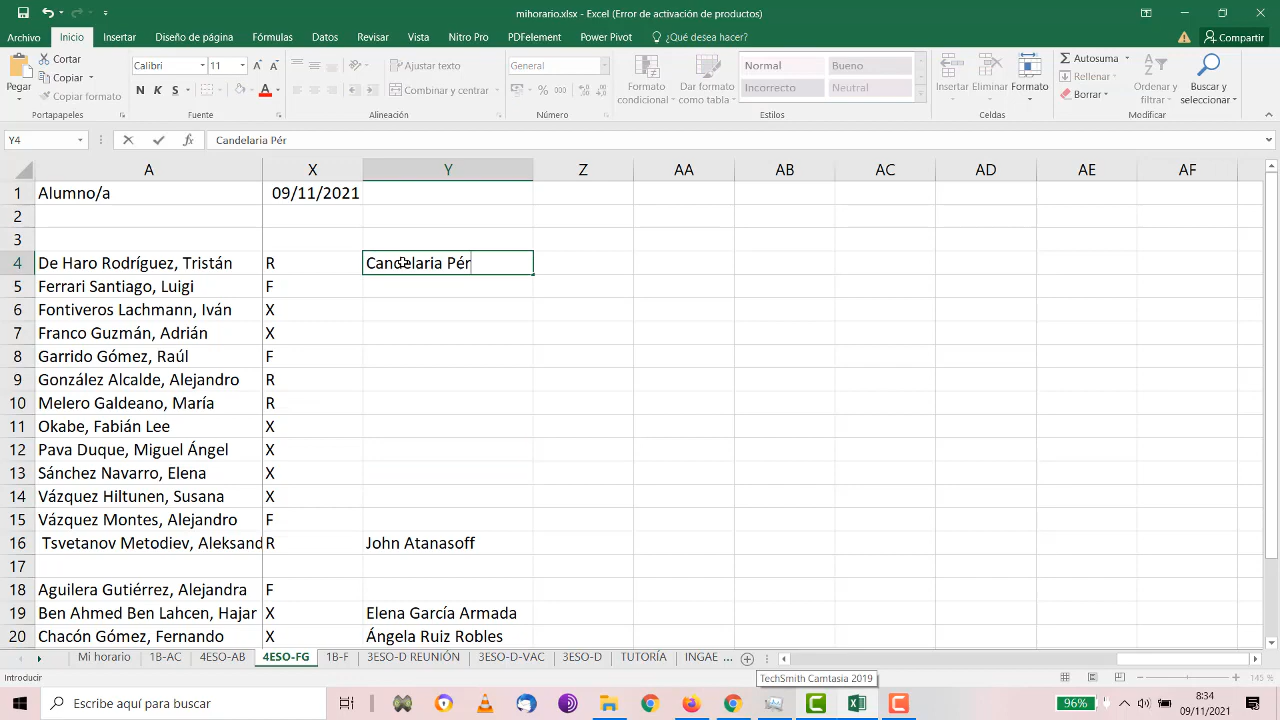 mihorario.xlsx - Excel (Error de activación de productos)
Archivo Inicio Insertar Diseño de página Fórmulas Datos Revisar Vista Nitro Pro PDFelement Power Pivot ¿Qué desea hacer? Compartir
Pegar
Cortar
Copiar
Copiar formato
Portapapeles
Calibri 11
N K S
Fuente
Ajustar texto
Combinar y centrar
Alineación
General
% 000
Número
Formato condicional
Dar formato como tabla
Normal Bueno
Incorrecto Neutral
Estilos
Insertar Eliminar Formato
Celdas
Autosuma
Rellenar
Borrar
Ordenar y filtrar
Buscar y seleccionar
Modificar
Y4 fx Candelaria Pér
A X Y Z AA AB AC AD AE AF
1 Alumno/a 09/11/2021
2
3
4 De Haro Rodríguez, Tristán R Candelaria Pér
5 Ferrari Santiago, Luigi F
6 Fontiveros Lachmann, Iván X
7 Franco Guzmán, Adrián X
8 Garrido Gómez, Raúl F
9 González Alcalde, Alejandro R
10 Melero Galdeano, María R
11 Okabe, Fabián Lee X
12 Pava Duque, Miguel Ángel X
13 Sánchez Navarro, Elena X
14 Vázquez Hiltunen, Susana X
15 Vázquez Montes, Alejandro F
16 Tsvetanov Metodiev, Aleksand R John Atanasoff
17
18 Aguilera Gutiérrez, Alejandra F
19 Ben Ahmed Ben Lahcen, Hajar X Elena García Armada
20 Chacón Gómez, Fernando X Ángela Ruiz Robles
Mi horario 1B-AC 4ESO-AB 4ESO-FG 1B-F 3ESO-D REUNIÓN 3ESO-D-VAC 3ESO-D TUTORÍA INGAE ...
Introducir TechSmith Camtasia 2019 145 %
Escribe aquí para buscar 96% 8:34
09/11/2021